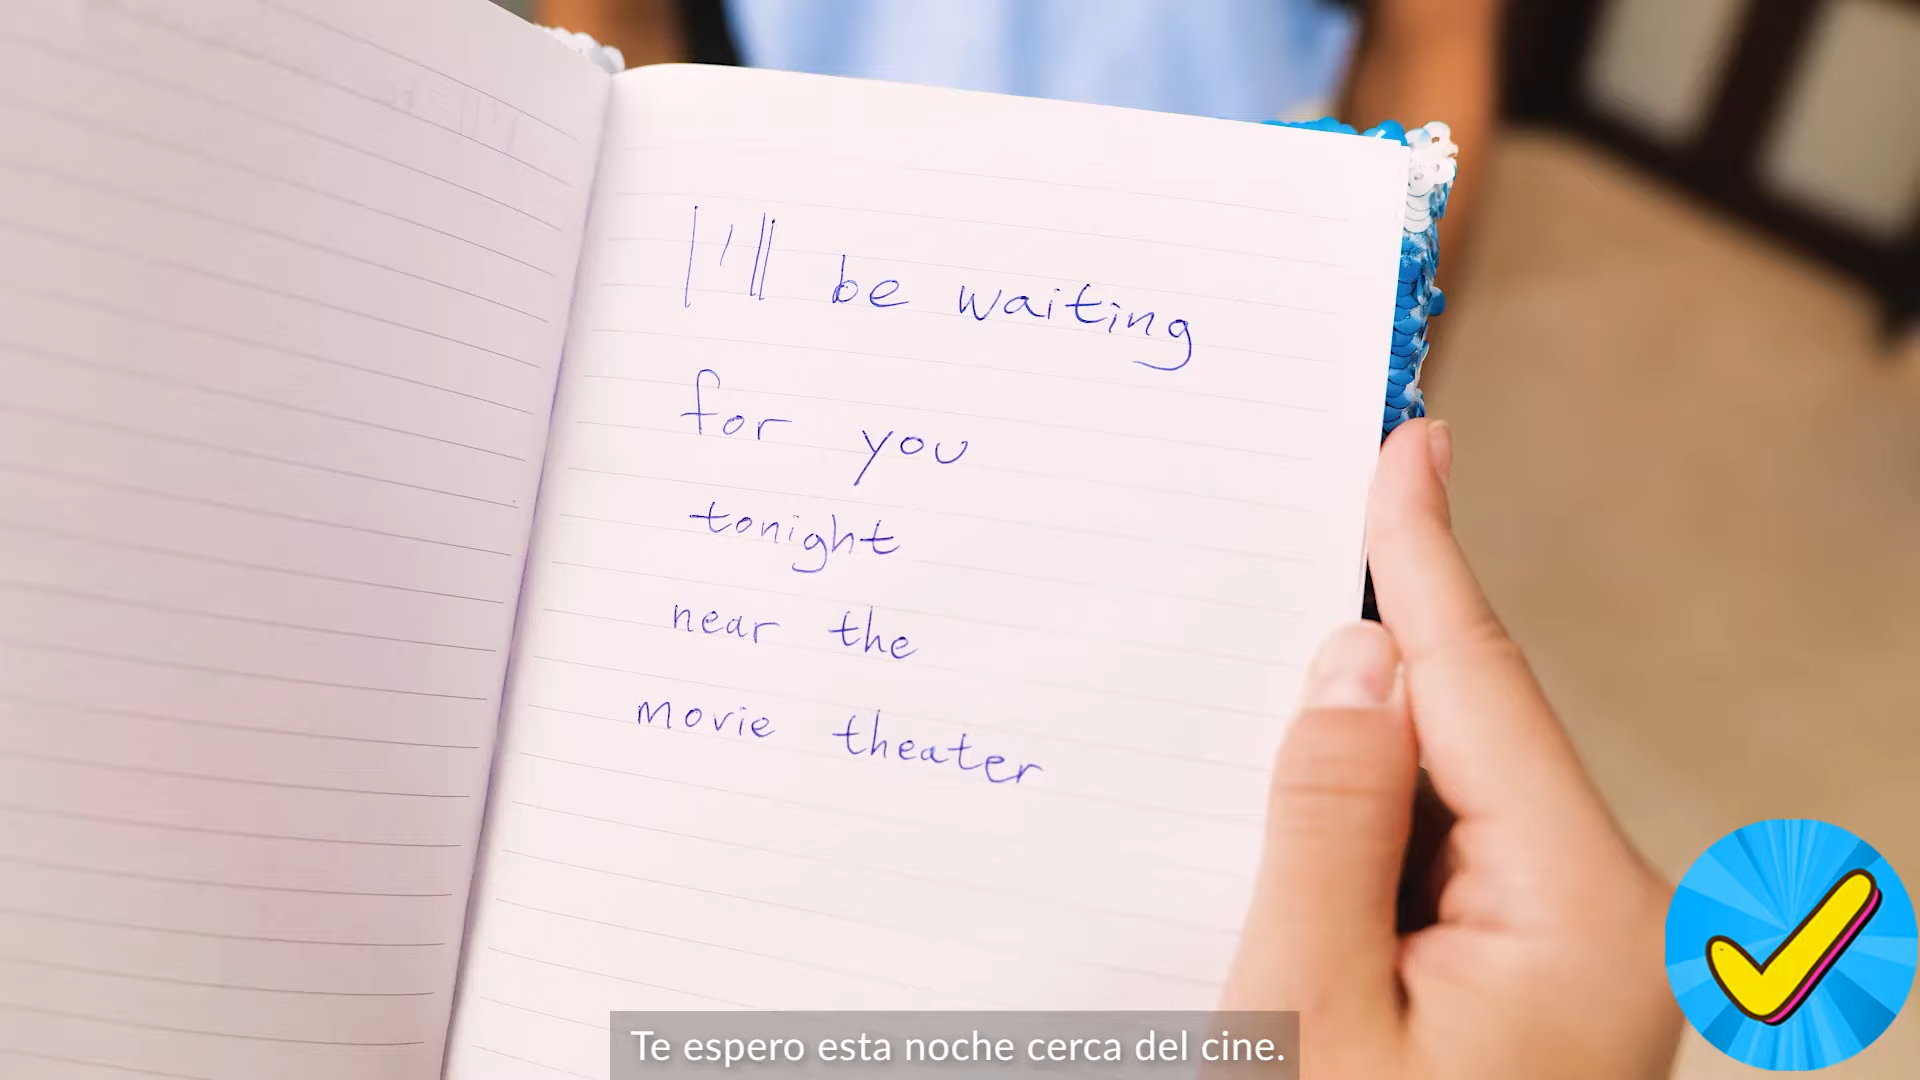 I'll be waiting
for you
tonight
near the
movie theater
Te espero esta noche cerca del cine.